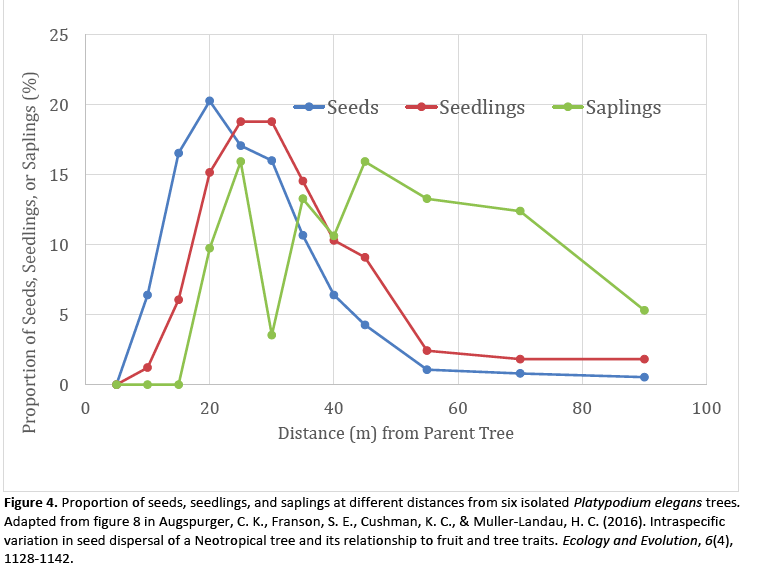 25
20
15
10
5
0
Proportion of Seeds, Seedlings, or Saplings (%)
Seeds Seedlings Saplings
0 20 40 60 80 100
Distance (m) from Parent Tree
Figure 4. Proportion of seeds, seedlings, and saplings at different distances from six isolated Platypodium elegans trees.
Adapted from figure 8 in Augspurger, C. K., Franson, S. E., Cushman, K. C., & Muller-Landau, H. C. (2016). Intraspecific
variation in seed dispersal of a Neotropical tree and its relationship to fruit and tree traits. Ecology and Evolution, 6(4),
1128-1142.